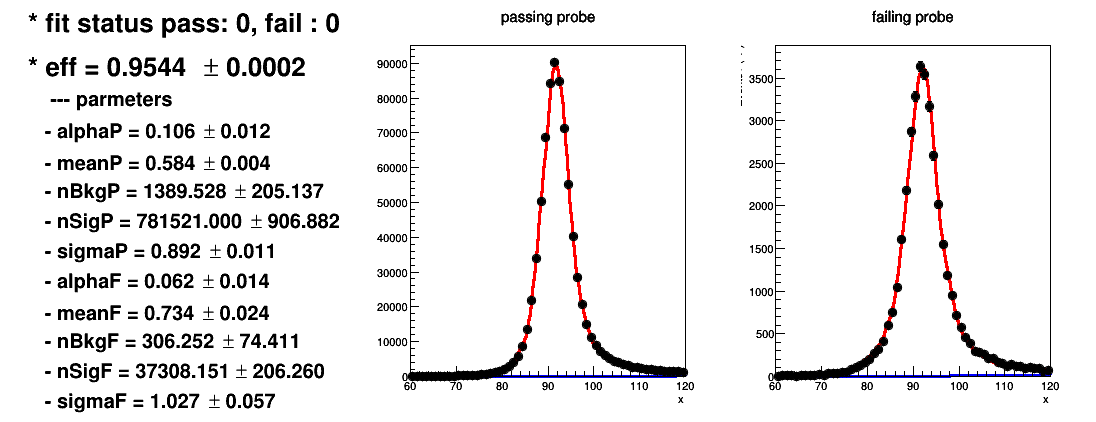 * fit status pass: 0, fail : 0
* eff = 0.9544 ± 0.0002
--- parmeters
- alphaP = 0.106 ± 0.012
- meanP = 0.584 ± 0.004
- nBkgP = 1389.528 ± 205.137
- nSigP = 781521.000 ± 906.882
- sigmaP = 0.892 ± 0.011
- alphaF = 0.062 ± 0.014
- meanF = 0.734 ± 0.024
- nBkgF = 306.252 ± 74.411
- nSigF = 37308.151 ± 206.260
- sigmaF = 1.027 ± 0.057
passing probe
90000
80000
70000
60000
50000
40000
30000
20000
10000
0
60 70 80 90 100 110 120
x
failing probe
3500
3000
2500
2000
1500
1000
500
0
60 70 80 90 100 110 120
x